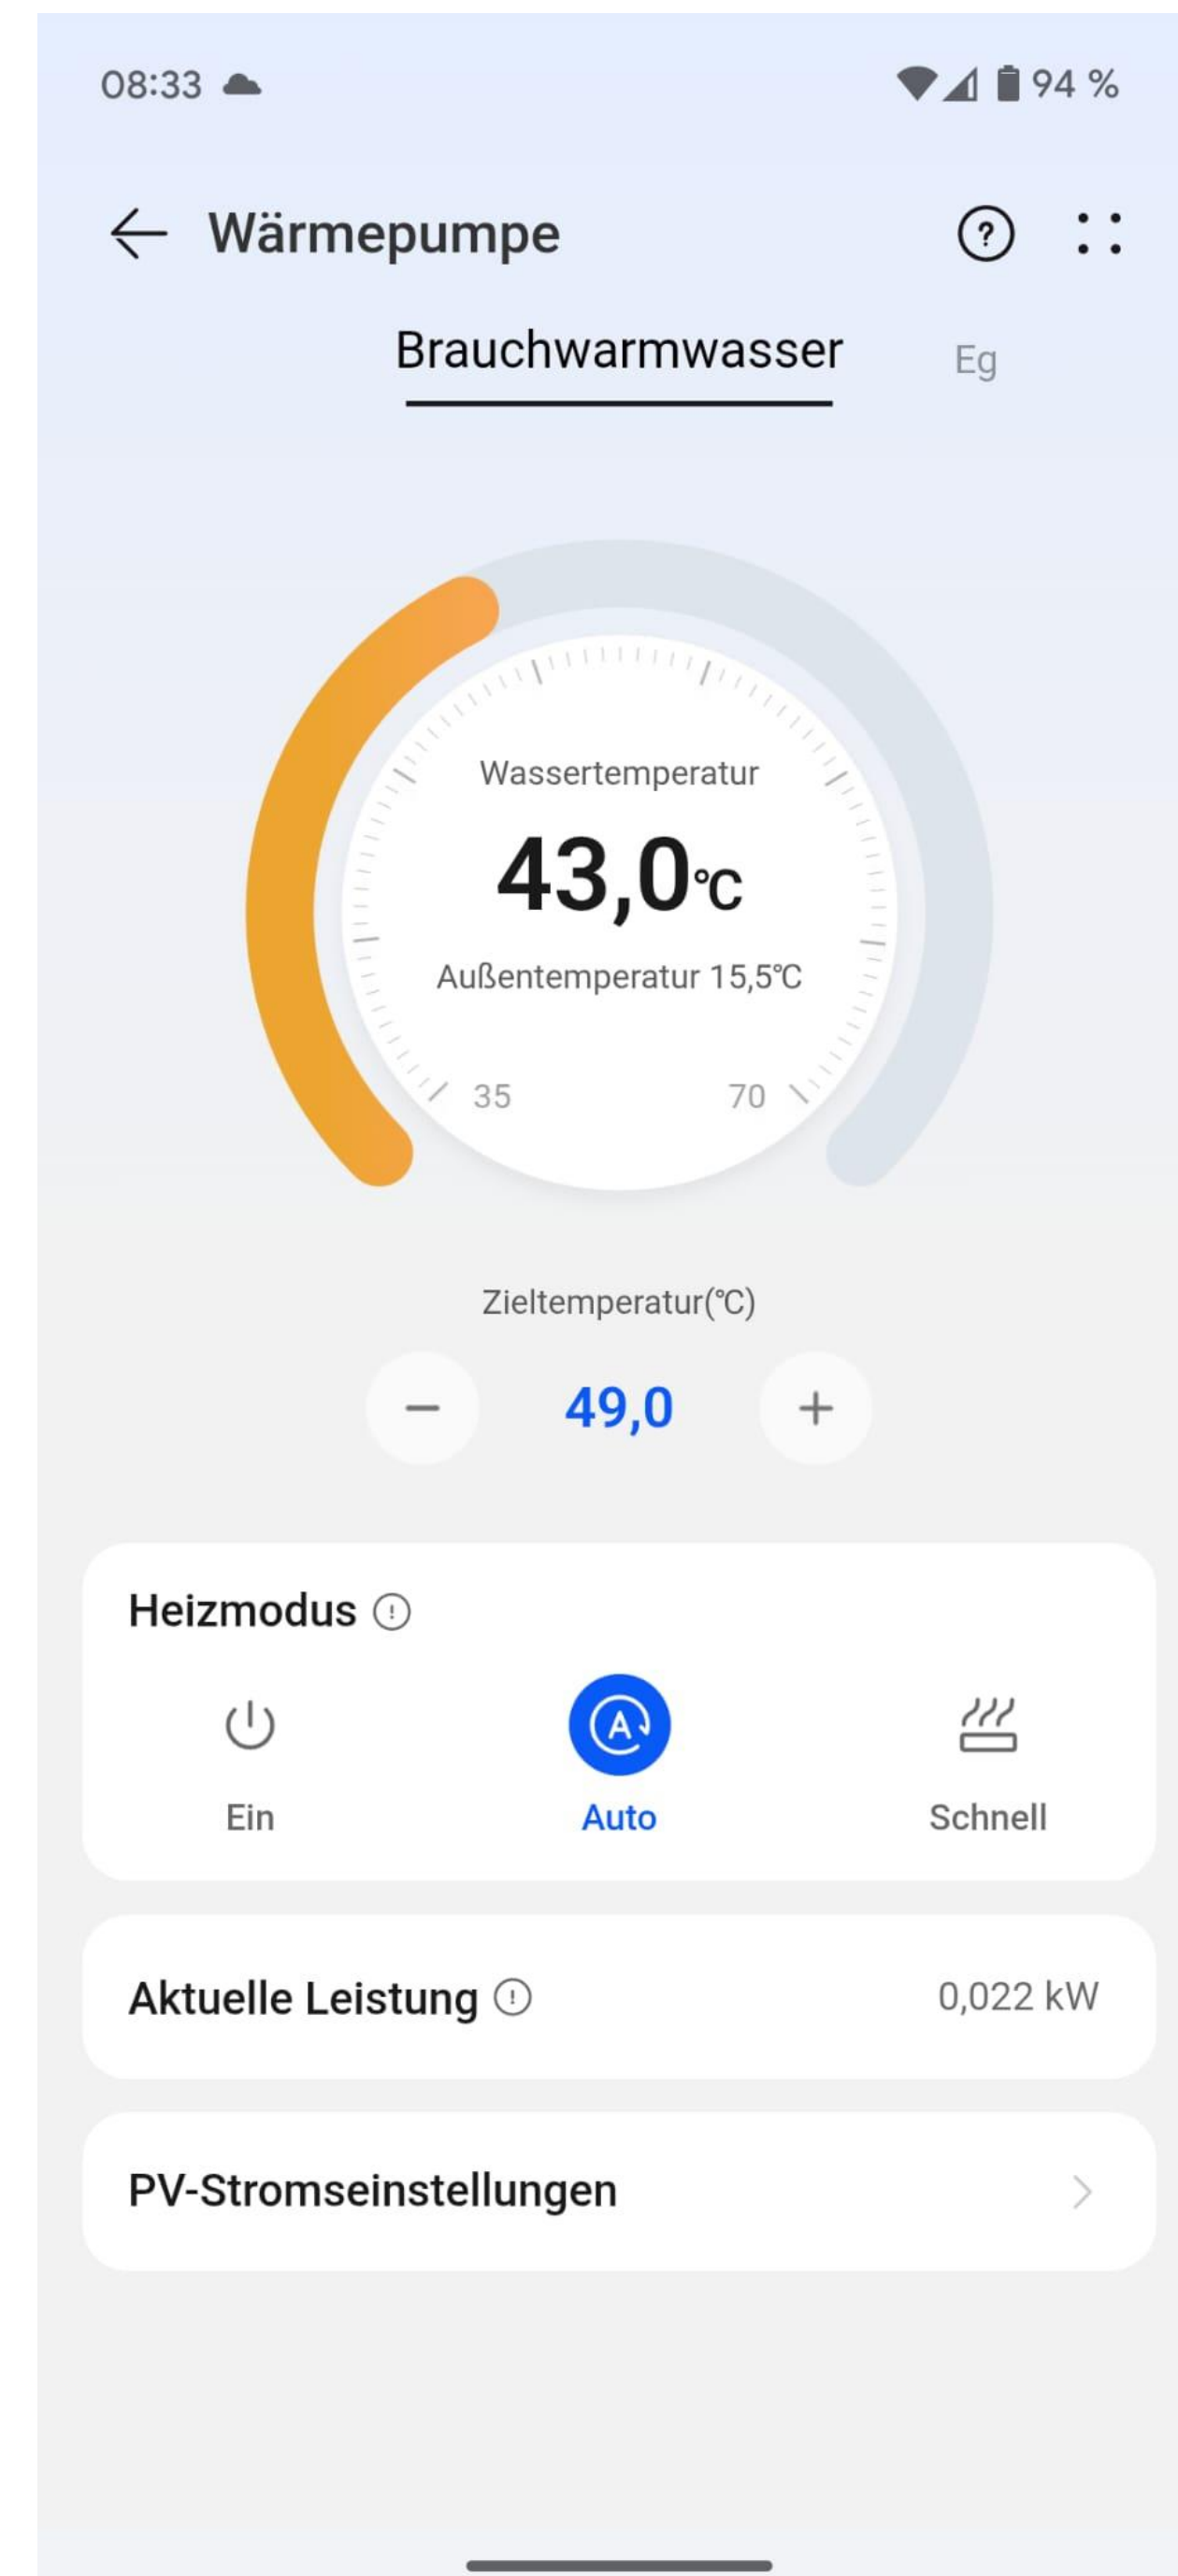 08:33 94 %
Wärmepumpe ?
Brauchwarmwasser Eg
Wassertemperatur
43,0℃
Außentemperatur 15,5℃
35 70
Zieltemperatur(℃)
− 49,0 +
Heizmodus
A
Ein Auto Schnell
Aktuelle Leistung 0,022 kW
PV-Stromseinstellungen